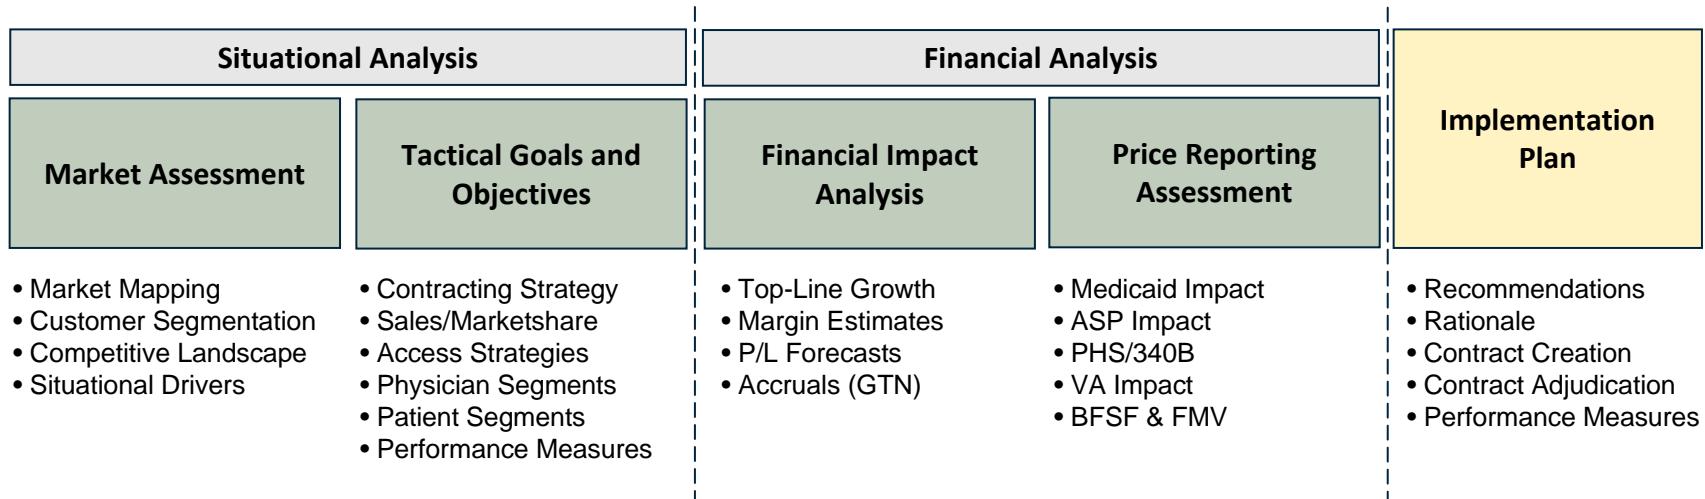 Situational Analysis
Financial Analysis
Market Assessment
Tactical Goals and
Objectives
Financial Impact
Analysis
Price Reporting
Assessment
Implementation
Plan
• Market Mapping
• Customer Segmentation
• Competitive Landscape
• Situational Drivers
• Contracting Strategy
• Sales/Marketshare
• Access Strategies
• Physician Segments
• Patient Segments
• Performance Measures
• Top-Line Growth
• Margin Estimates
• P/L Forecasts
• Accruals (GTN)
• Medicaid Impact
• ASP Impact
• PHS/340B
• VA Impact
• BFSF & FMV
• Recommendations
• Rationale
• Contract Creation
• Contract Adjudication
• Performance Measures